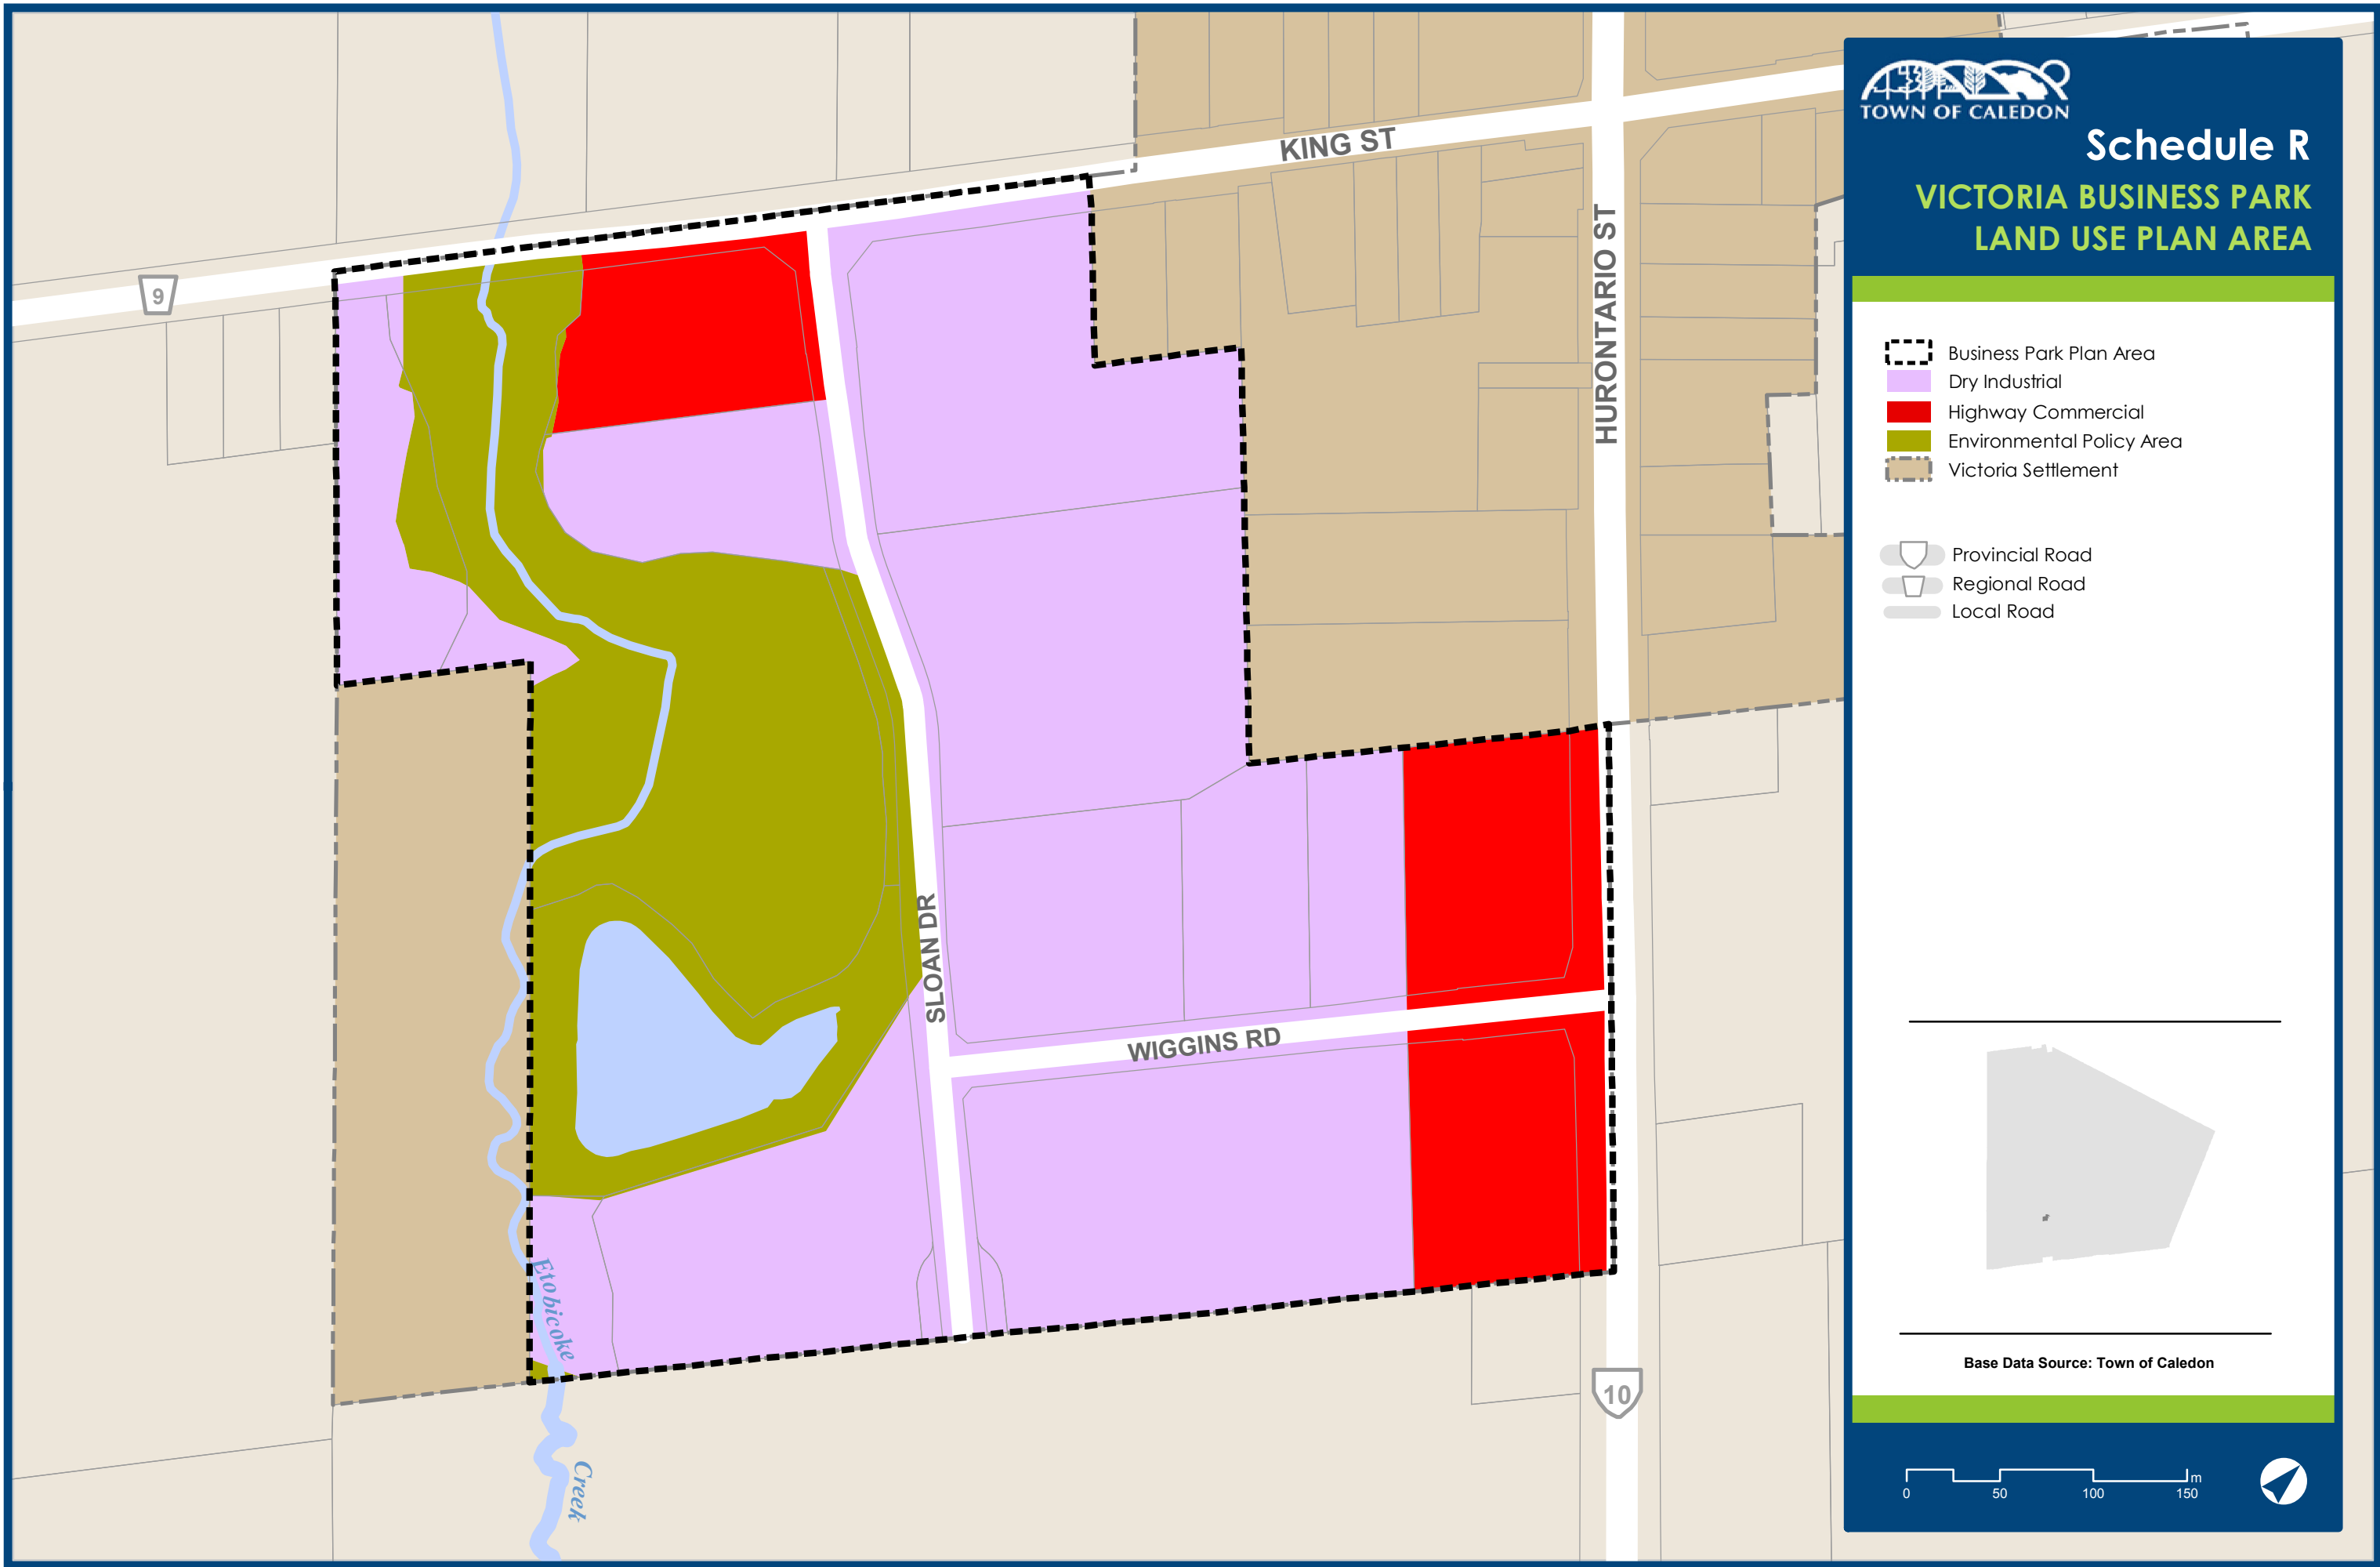 KING ST
9
HURONTARIO ST
SLOAN DR
WIGGINS RD
Etobicoke
Creek
10
TOWN OF CALEDON
Schedule R
VICTORIA BUSINESS PARK
LAND USE PLAN AREA
Business Park Plan Area
Dry Industrial
Highway Commercial
Environmental Policy Area
Victoria Settlement
Provincial Road
Regional Road
Local Road
Base Data Source: Town of Caledon
m
0 50 100 150